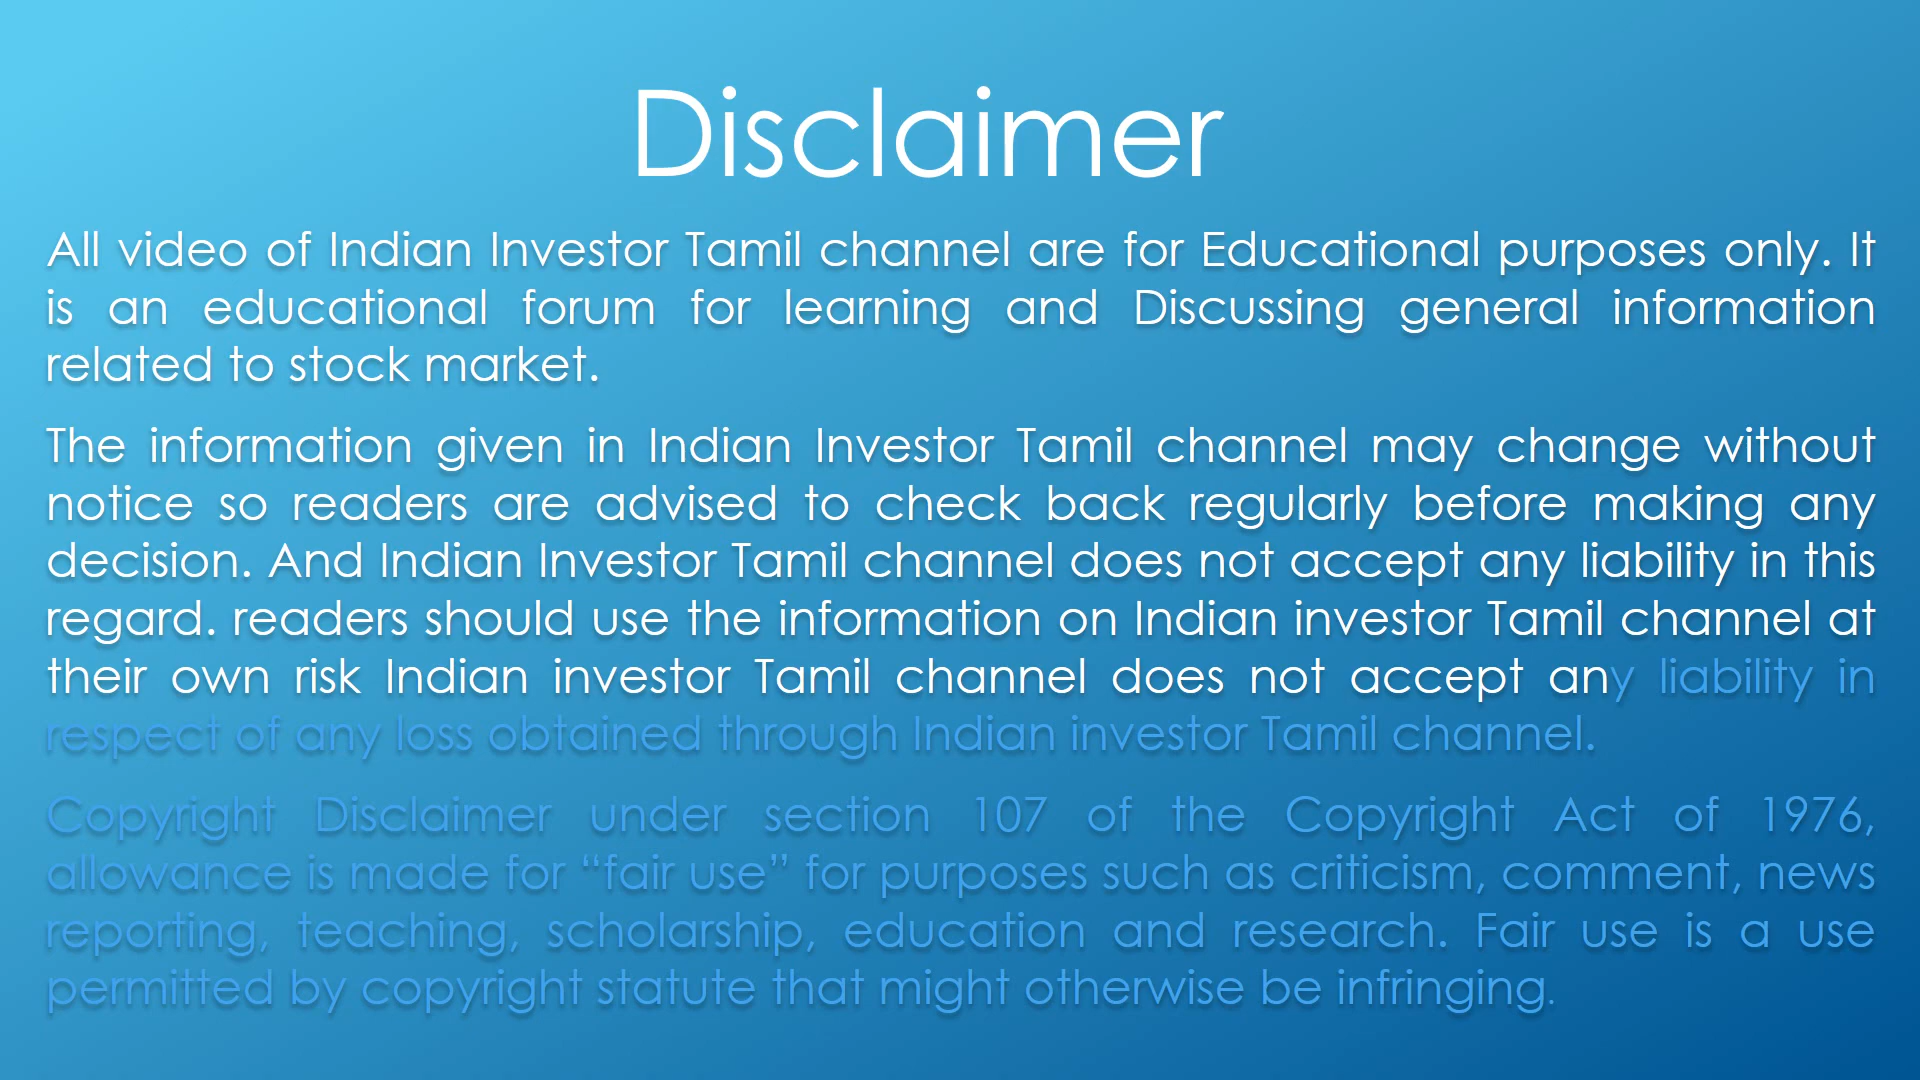 Disclaimer
All video of Indian Investor Tamil channel are for Educational purposes only. It
is an educational forum for learning and Discussing general information
related to stock market.
The information given in Indian Investor Tamil channel may change without
notice so readers are advised to check back regularly before making any
decision. And Indian Investor Tamil channel does not accept any liability in this
regard. readers should use the information on Indian investor Tamil channel at
their own risk Indian investor Tamil channel does not accept any liability in
respect of any loss obtained through Indian investor Tamil channel.
Copyright Disclaimer under section 107 of the Copyright Act of 1976,
allowance is made for “fair use” for purposes such as criticism, comment, news
reporting, teaching, scholarship, education and research. Fair use is a use
permitted by copyright statute that might otherwise be infringing.